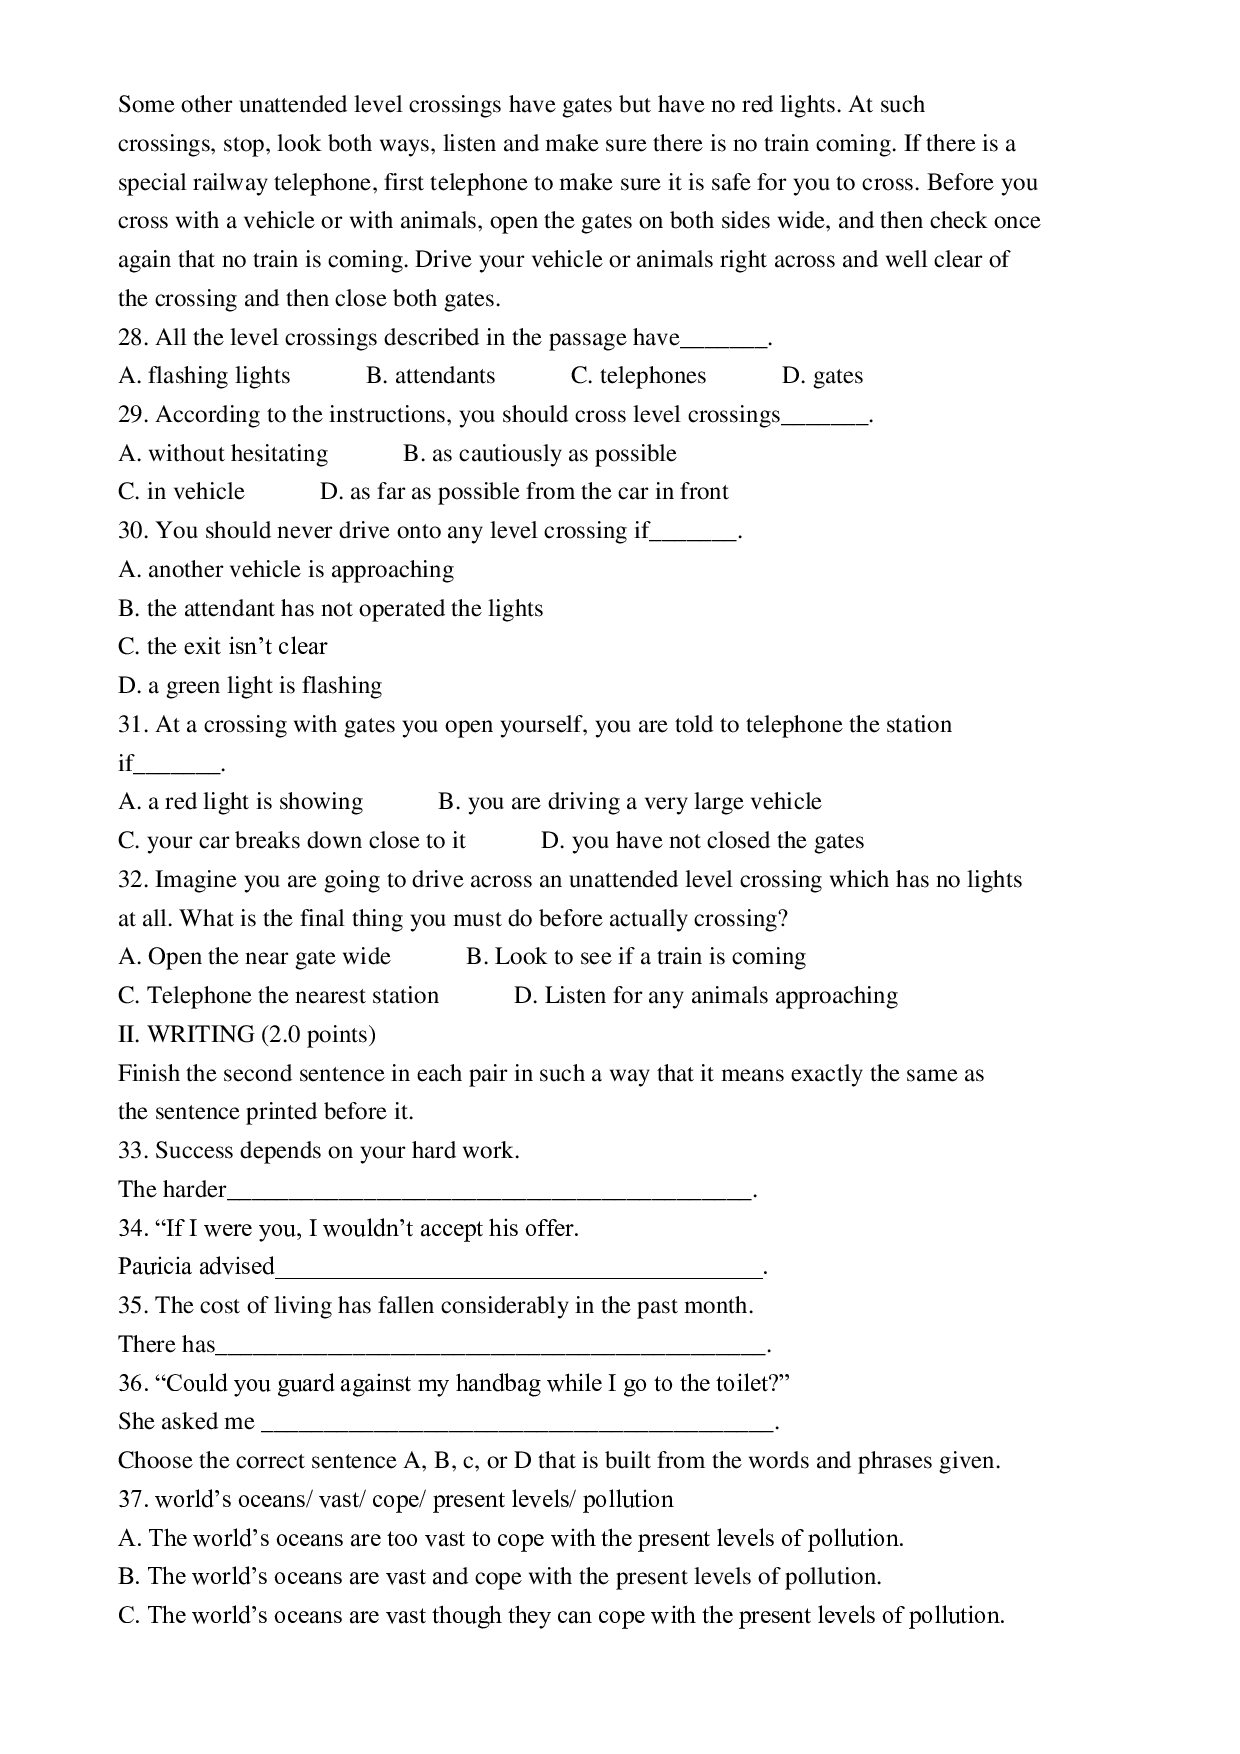 Some other unattended level crossings have gates but have no red lights. At such
crossings, stop, look both ways, listen and make sure there is no train coming. If there is a
special railway telephone, first telephone to make sure it is safe for you to cross. Before you
cross with a vehicle or with animals, open the gates on both sides wide, and then check once
again that no train is coming. Drive your vehicle or animals right across and well clear of
the crossing and then close both gates.
28. All the level crossings described in the passage have_______.
A. flashing lights B. attendants C. telephones D. gates
29. According to the instructions, you should cross level crossings_______.
A. without hesitating B. as cautiously as possible
C. in vehicle D. as far as possible from the car in front
30. You should never drive onto any level crossing if_______.
A. another vehicle is approaching
B. the attendant has not operated the lights
C. the exit isn’t clear
D. a green light is flashing
31. At a crossing with gates you open yourself, you are told to telephone the station
if_______.
A. a red light is showing B. you are driving a very large vehicle
C. your car breaks down close to it D. you have not closed the gates
32. Imagine you are going to drive across an unattended level crossing which has no lights
at all. What is the final thing you must do before actually crossing?
A. Open the near gate wide B. Look to see if a train is coming
C. Telephone the nearest station D. Listen for any animals approaching
II. WRITING (2.0 points)
Finish the second sentence in each pair in such a way that it means exactly the same as
the sentence printed before it.
33. Success depends on your hard work.
The harder__________________________________________.
34. “If I were you, I wouldn’t accept his offer.
Pauricia advised_______________________________________.
35. The cost of living has fallen considerably in the past month.
There has____________________________________________.
36. “Could you guard against my handbag while I go to the toilet?”
She asked me _________________________________________.
Choose the correct sentence A, B, c, or D that is built from the words and phrases given.
37. world’s oceans/ vast/ cope/ present levels/ pollution
A. The world’s oceans are too vast to cope with the present levels of pollution.
B. The world’s oceans are vast and cope with the present levels of pollution.
C. The world’s oceans are vast though they can cope with the present levels of pollution.